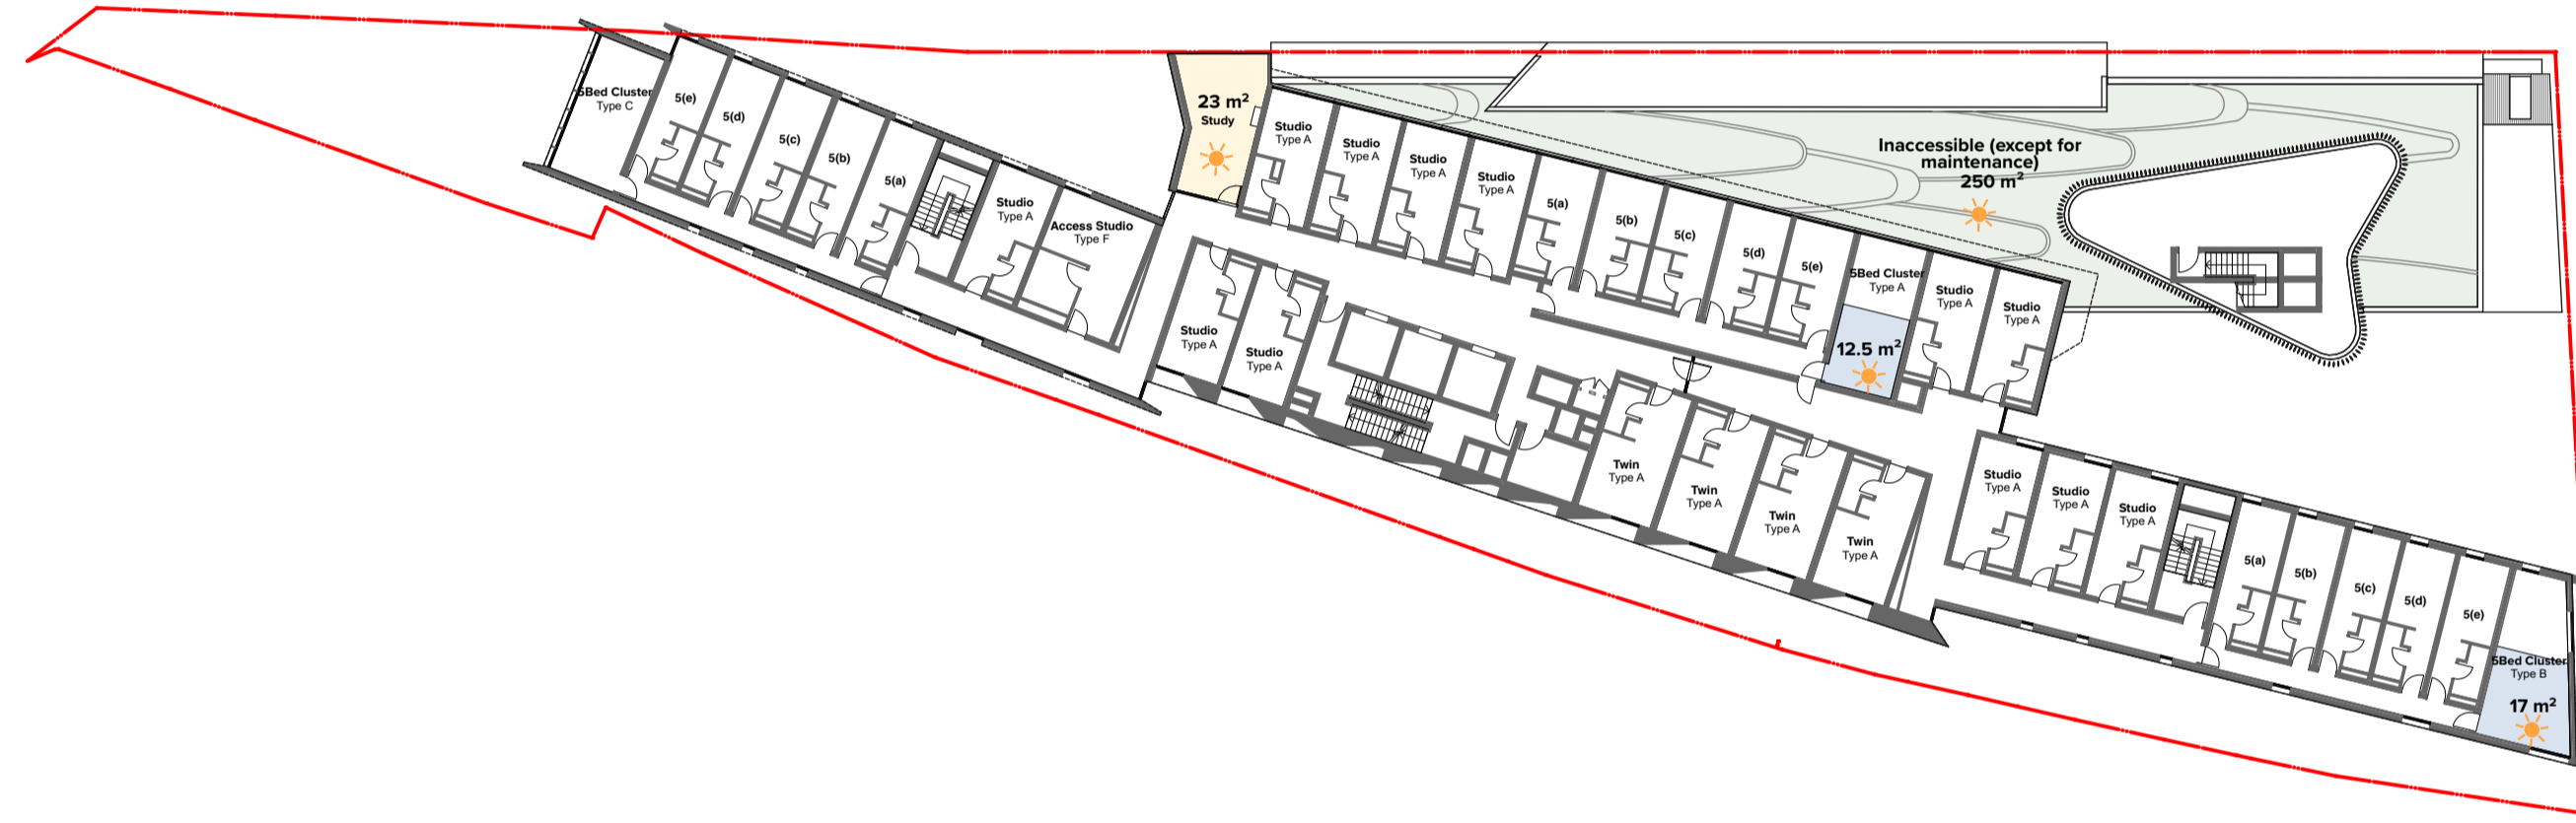 5Bed Cluster
Type C
5(e)
5(d)
5(c)
5(b)
5(a)
Studio
Type A
Access Studio
Type F
23 m²
Study
Studio
Type A
Studio
Type A
Studio
Type A
Studio
Type A
5(a)
5(b)
5(c)
5(d)
5(e)
5Bed Cluster
Type A
12.5 m²
Studio
Type A
Studio
Type A
Inaccessible (except for
maintenance)
250 m²
Studio
Type A
Studio
Type A
Twin
Type A
Twin
Type A
Twin
Type A
Twin
Type A
Studio
Type A
Studio
Type A
Studio
Type A
5(a)
5(b)
5(c)
5(d)
5(e)
5Bed Cluster
Type B
17 m²